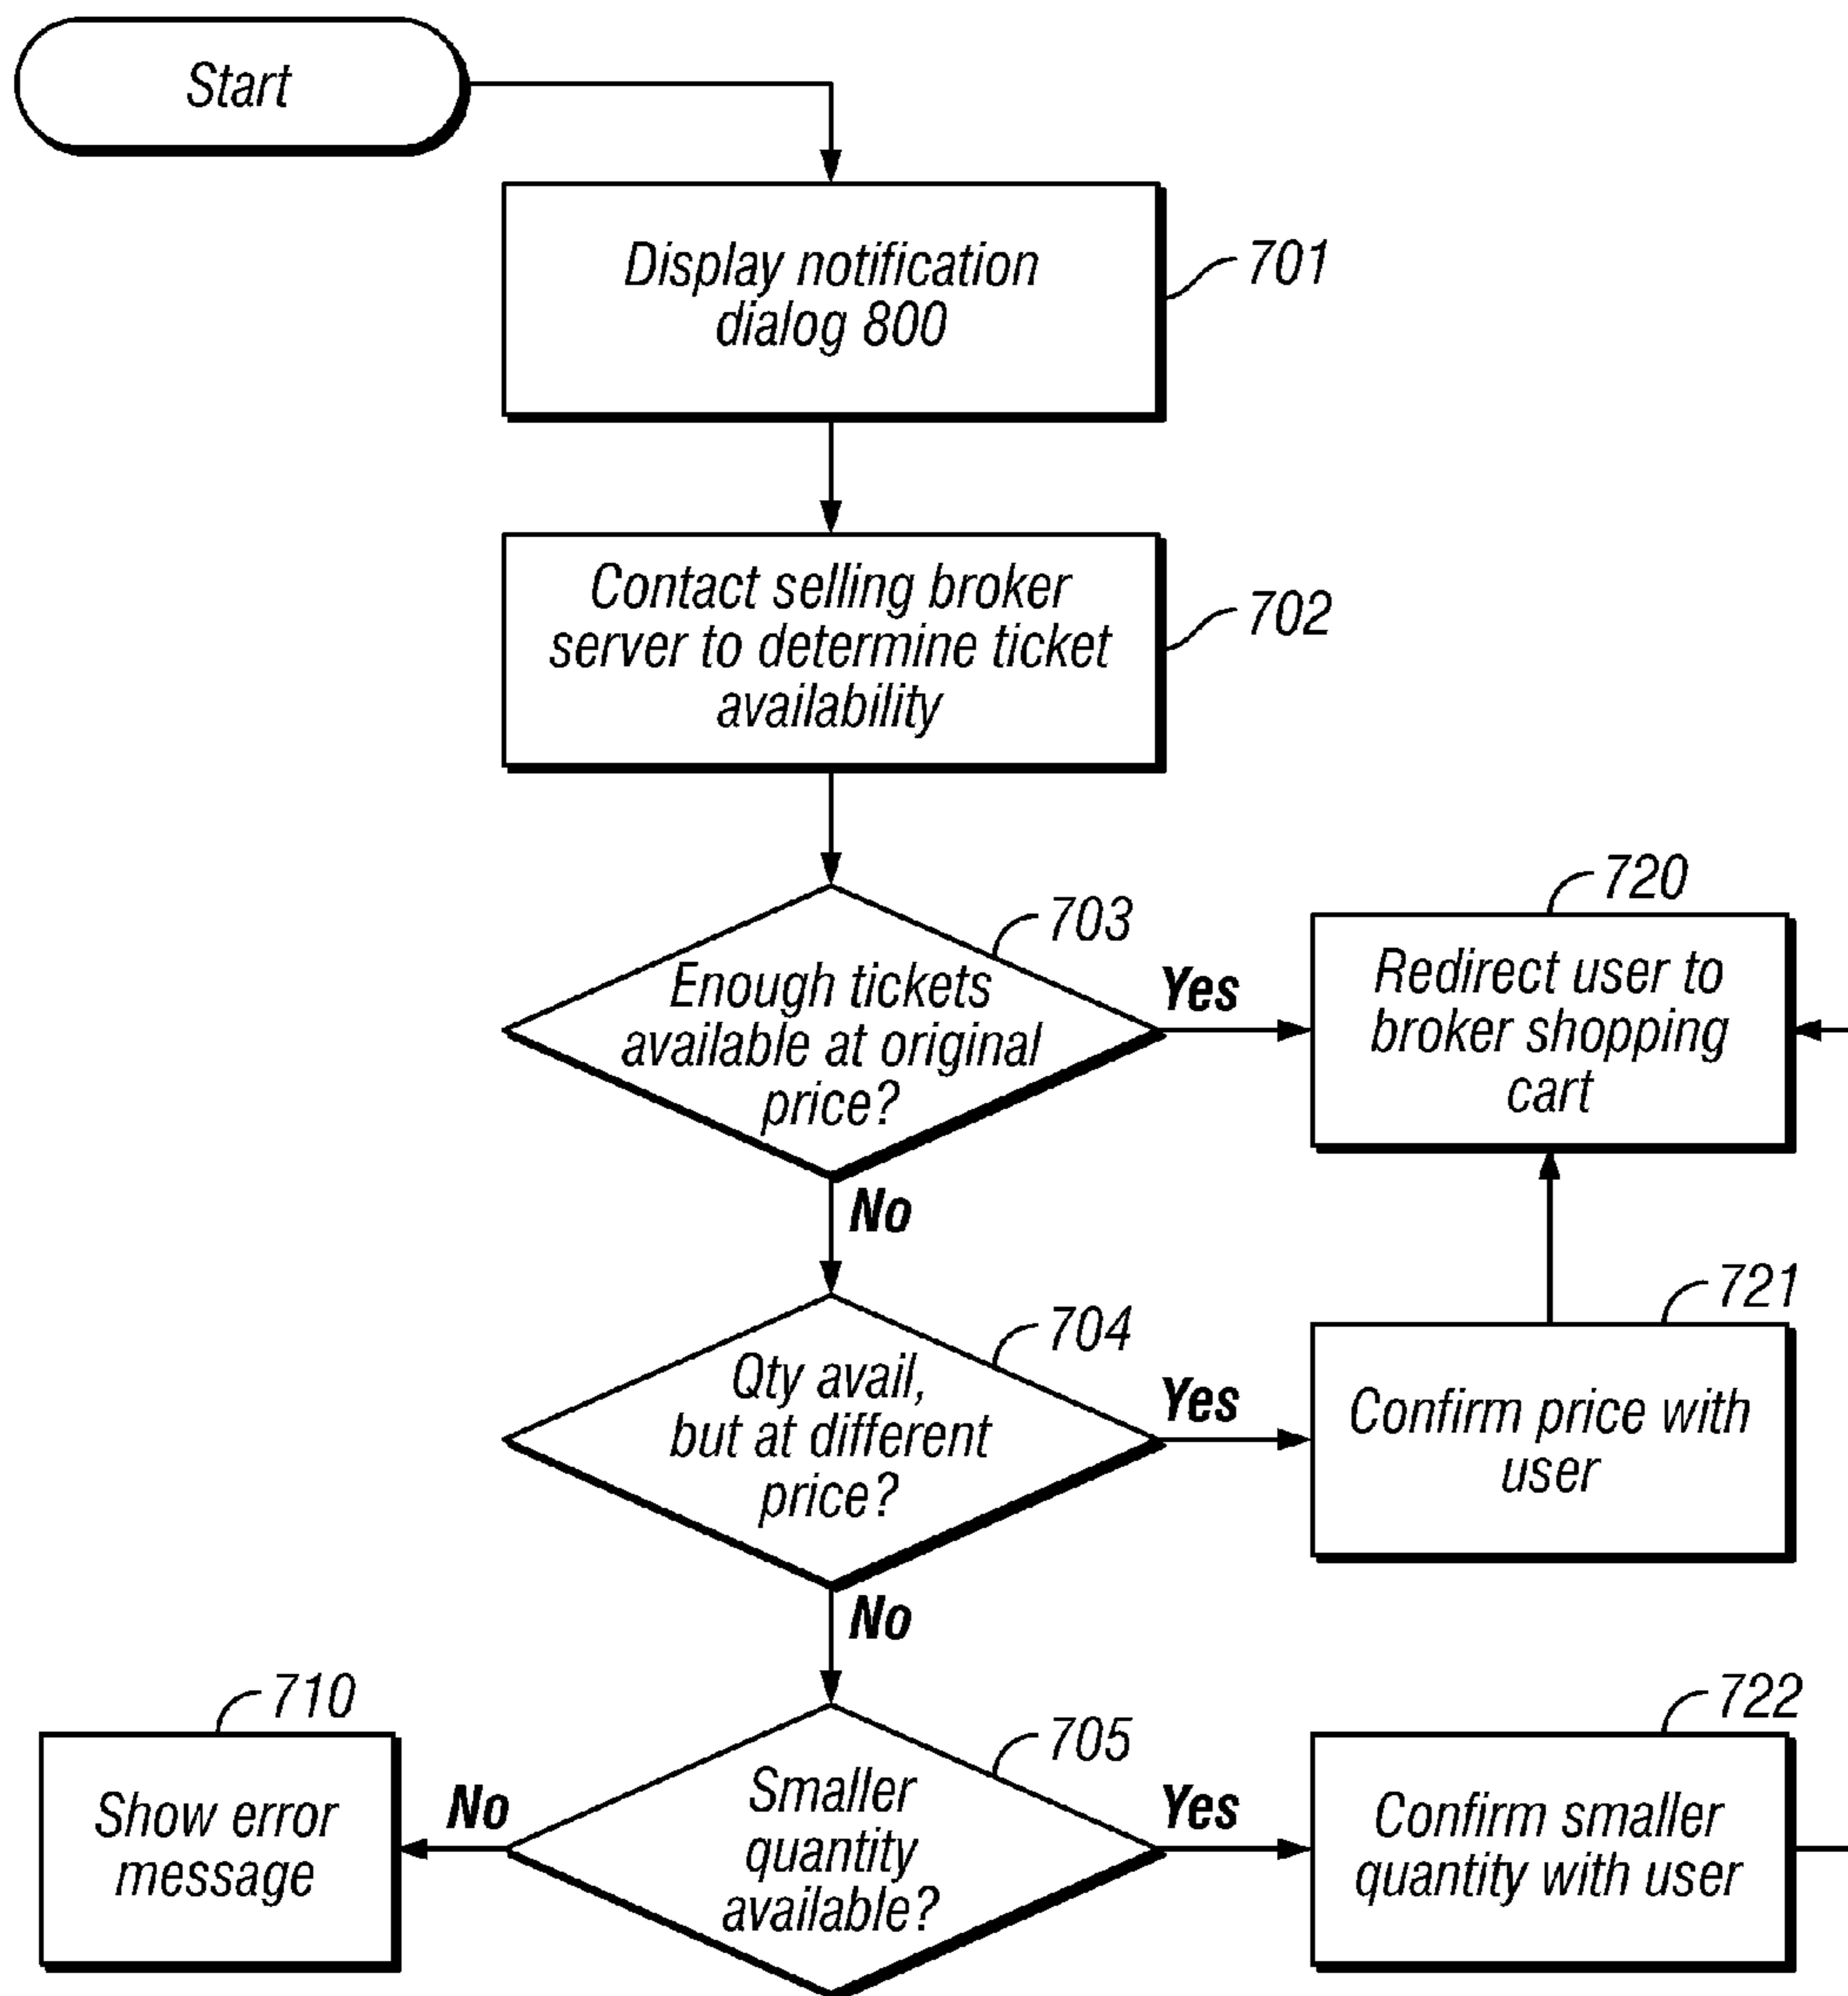 Start
Display notification
dialog 800
701
Contact selling broker
server to determine ticket
availability
702
703
Enough tickets
available at original
price?
Yes
No
720
Redirect user to
broker shopping
cart
704
Qty avail,
but at different
price?
Yes
No
721
Confirm price with
user
705
Smaller
quantity
available?
No
Yes
710
Show error
message
722
Confirm smaller
quantity with user